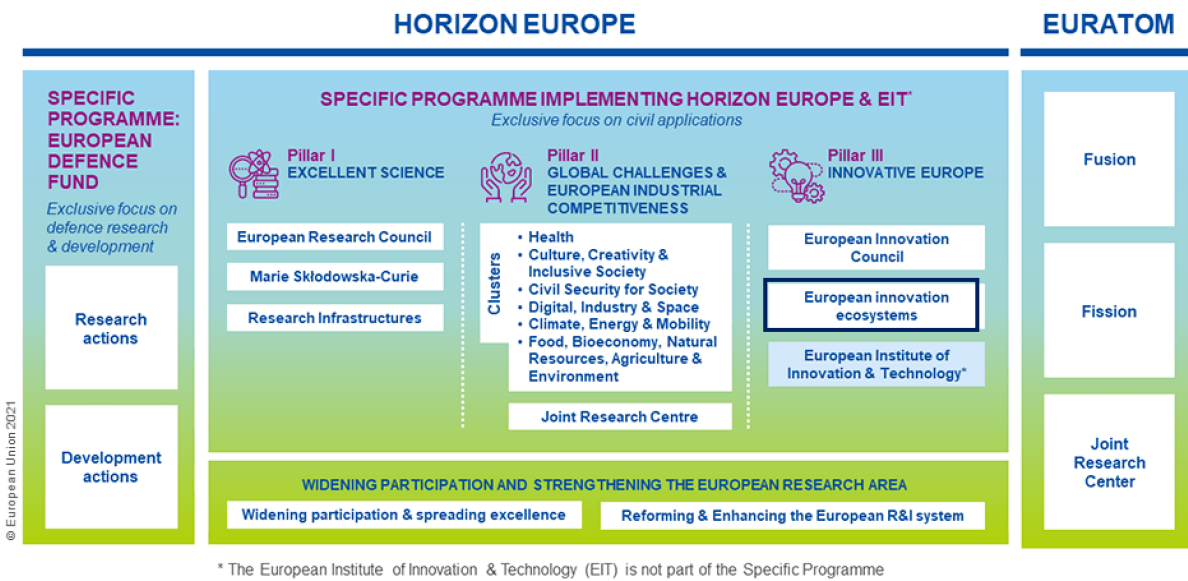 HORIZON EUROPE
EURATOM
SPECIFIC
PROGRAMME:
EUROPEAN
DEFENCE
FUND
Exclusive focus on
defence research
& development
Research
actions
Development
actions
SPECIFIC PROGRAMME IMPLEMENTING HORIZON EUROPE & EIT*
Exclusive focus on civil applications
Pillar I
EXCELLENT SCIENCE
European Research Council
Marie Skłodowska-Curie
Research Infrastructures
Pillar II
GLOBAL CHALLENGES &
EUROPEAN INDUSTRIAL
COMPETITIVENESS
Clusters
• Health
• Culture, Creativity &
Inclusive Society
• Civil Security for Society
• Digital, Industry & Space
• Climate, Energy & Mobility
• Food, Bioeconomy, Natural
Resources, Agriculture &
Environment
Joint Research Centre
Pillar III
INNOVATIVE EUROPE
European Innovation
Council
European innovation
ecosystems
European Institute of
Innovation & Technology*
WIDENING PARTICIPATION AND STRENGTHENING THE EUROPEAN RESEARCH AREA
Widening participation & spreading excellence
Reforming & Enhancing the European R&I system
Fusion
Fission
Joint
Research
Center
© European Union 2021
* The European Institute of Innovation & Technology (EIT) is not part of the Specific Programme